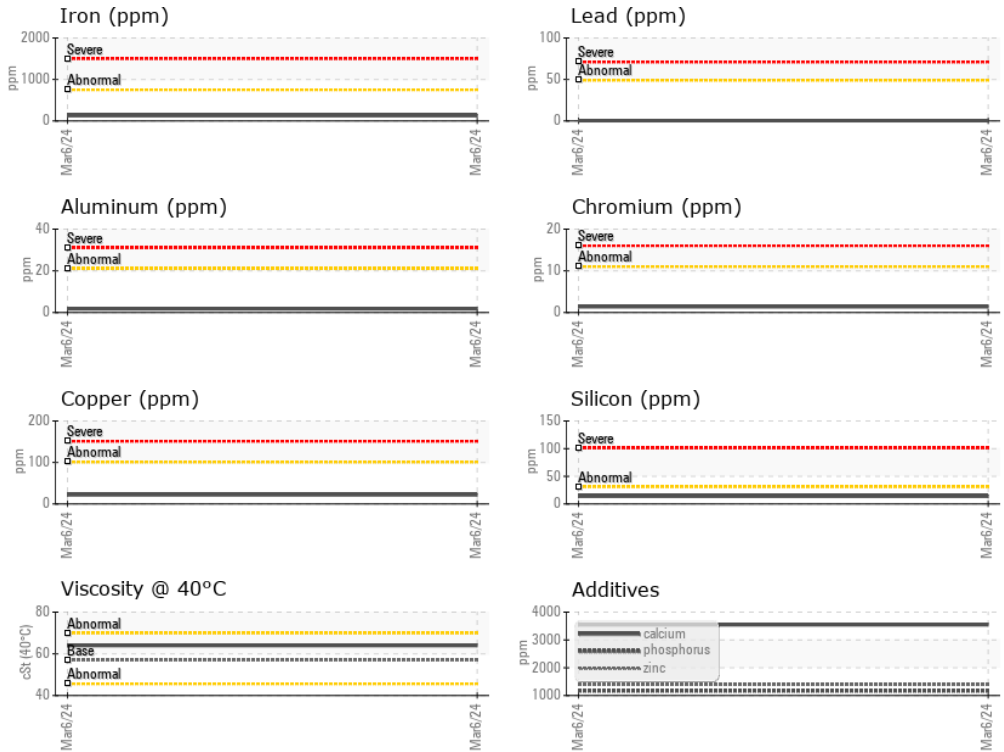 Iron (ppm)
2000
1000
0
ppm
Severe
Abnormal
Mar6/24
Mar6/24
Lead (ppm)
100
50
0
ppm
Severe
Abnormal
Mar6/24
Mar6/24
Aluminum (ppm)
40
20
0
ppm
Severe
Abnormal
Mar6/24
Mar6/24
Chromium (ppm)
20
10
0
ppm
Severe
Abnormal
Mar6/24
Mar6/24
Copper (ppm)
200
100
0
ppm
Severe
Abnormal
Mar6/24
Mar6/24
Silicon (ppm)
150
100
50
0
ppm
Severe
Abnormal
Mar6/24
Mar6/24
Viscosity @ 40°C
80
60
40
cSt (40°C)
Abnormal
Base
Abnormal
Mar6/24
Mar6/24
Additives
4000
3000
2000
1000
ppm
calcium
phosphorus
zinc
Mar6/24
Mar6/24